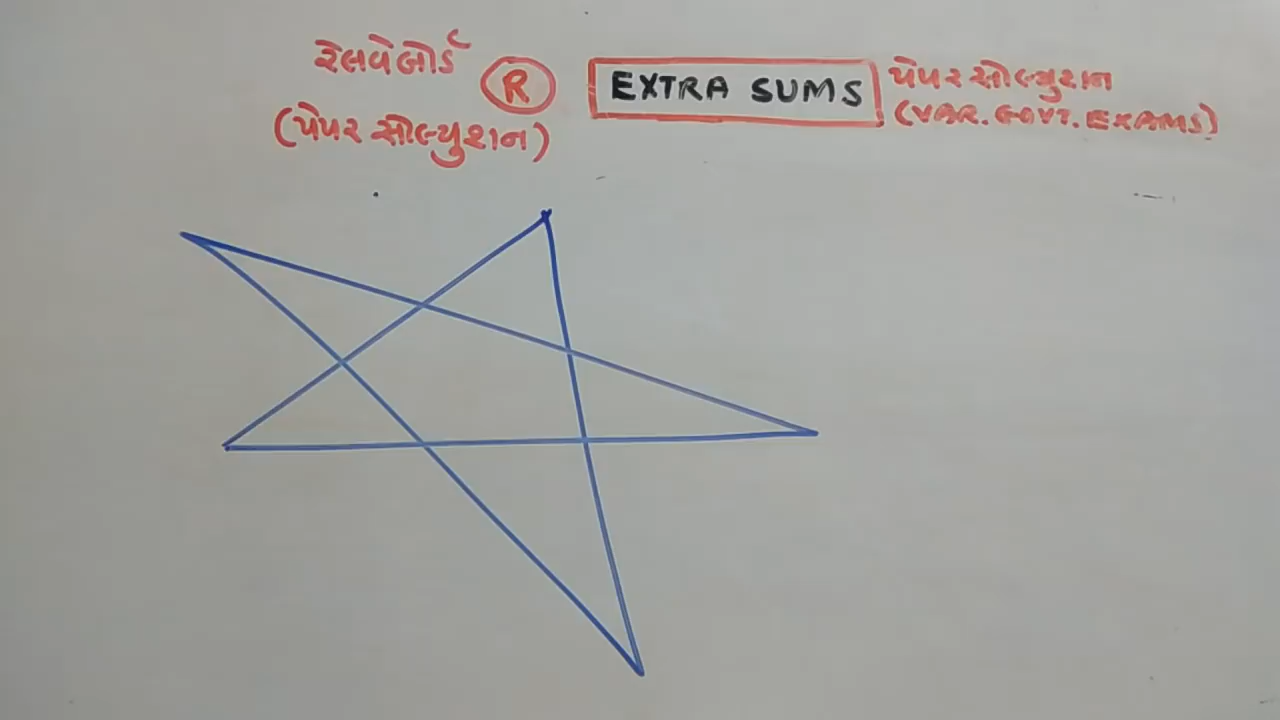 રેલવે બોર્ડ
(પેપર સોલ્યુશન)
R
EXTRA SUMS
પેપર સોલ્યુશન
(VAR. GOVT. EXAMS)